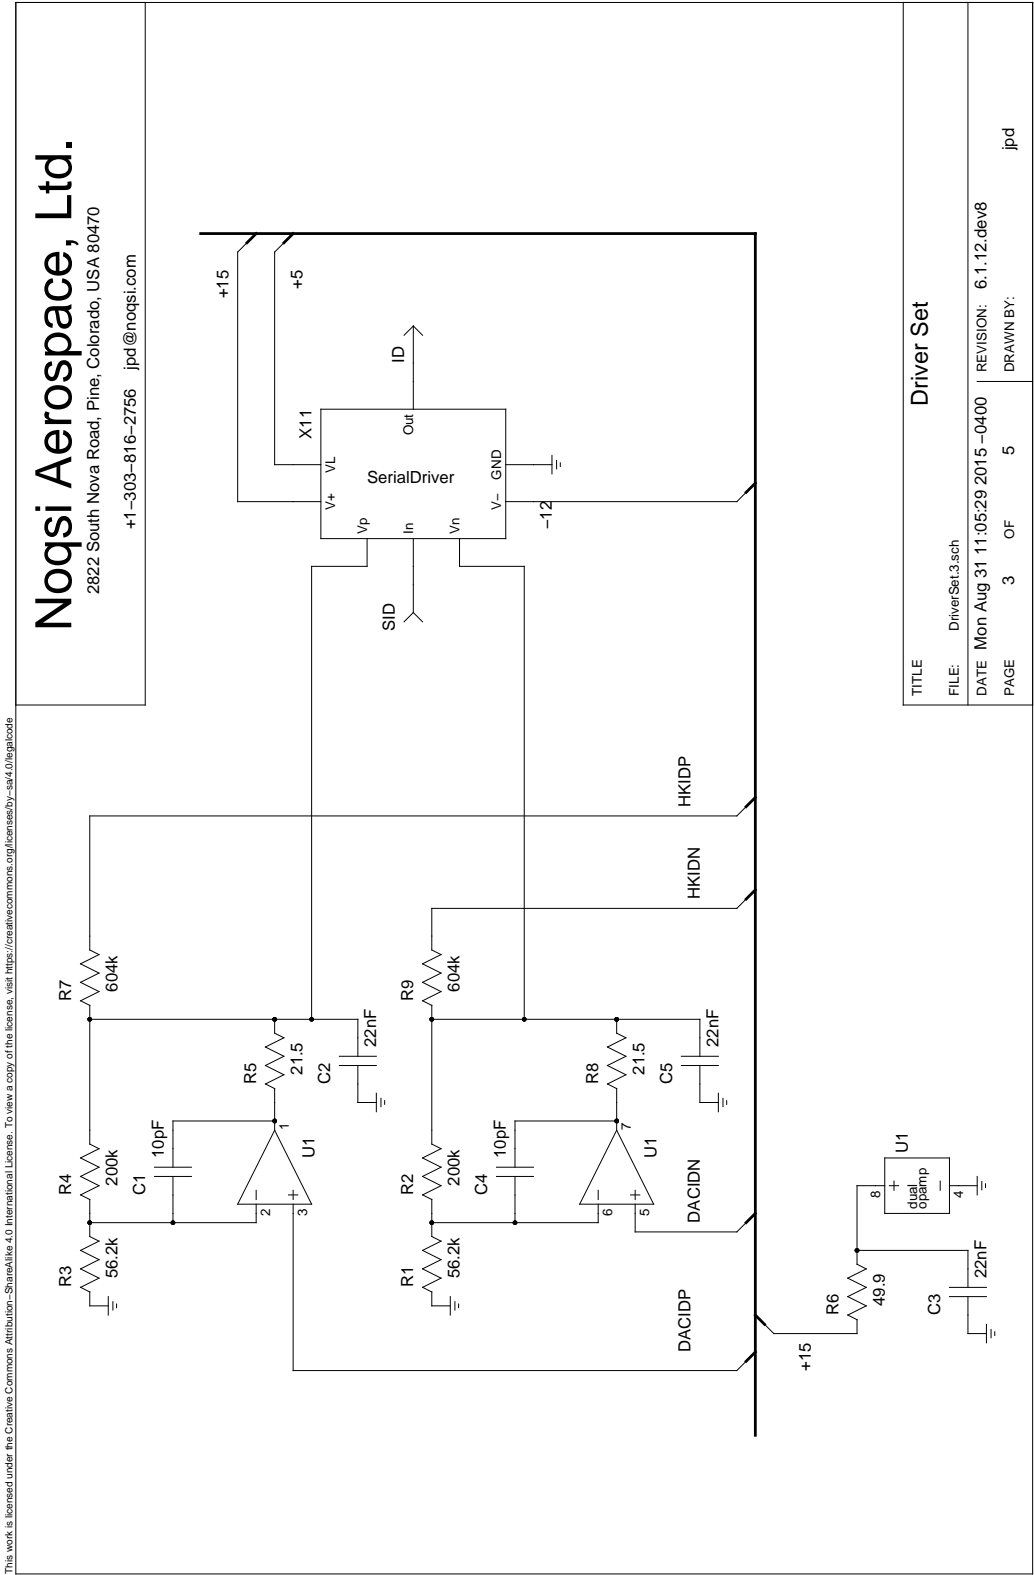 This work is licensed under the Creative Commons Attribution−ShareAlike 4.0 International License. To view a copy of the license, visit https://creativecommons.org/licenses/by−sa/4.0/legalcode
Noqsi Aerospace, Ltd.
2822 South Nova Road, Pine, Colorado, USA 80470
+1−303−816−2756 jpd@noqsi.com
R3
56.2k
R4
200k
R7
604k
C1
10pF
2
3
1
U1
R5
21.5
C2
22nF
R1
56.2k
R2
200k
R9
604k
C4
10pF
6
5
7
U1
R8
21.5
C5
22nF
DACIDP
DACIDN
HKIDN
HKIDP
SID
X11
SerialDriver
Vp
In
Vn
V+
VL
Out
V−
GND
ID
+15
+5
−12
+15
R6
49.9
C3
22nF
U1
8
dual
opamp
4
TITLE
Driver Set
FILE: DriverSet.3.sch
DATE Mon Aug 31 11:05:29 2015 −0400
REVISION: 6.1.12.dev8
PAGE 3 OF 5
DRAWN BY: jpd